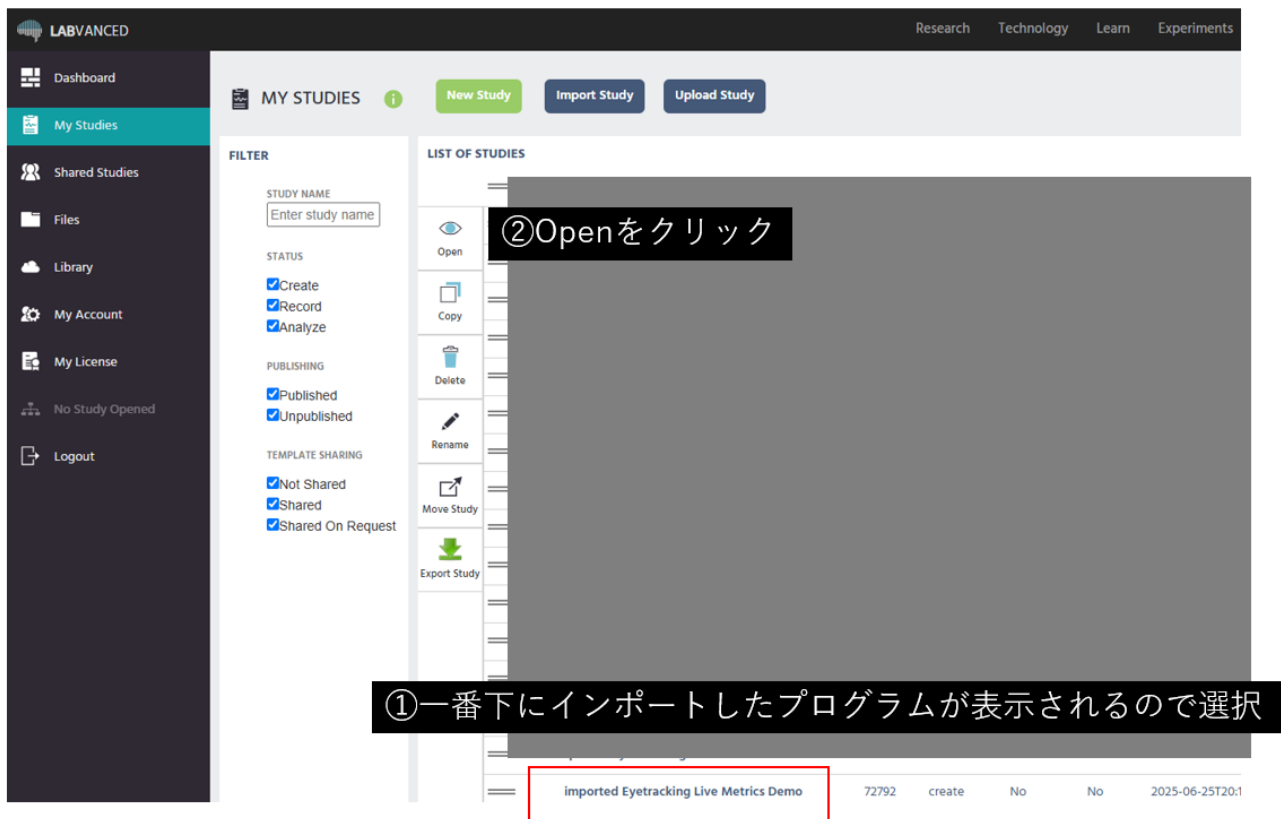 LABVANCED
Research Technology Learn Experiments
Dashboard
My Studies
Shared Studies
Files
Library
My Account
My License
No Study Opened
Logout
MY STUDIES
New Study Import Study Upload Study
FILTER
STUDY NAME
Enter study name
STATUS
Create
Record
Analyze
PUBLISHING
Published
Unpublished
TEMPLATE SHARING
Not Shared
Shared
Shared On Request
LIST OF STUDIES
Open
Copy
Delete
Rename
Move Study
Export Study
②Openをクリック
①一番下にインポートしたプログラムが表示されるので選択
imported Eyetracking Live Metrics Demo 72792 create No No 2025-06-25T20:1